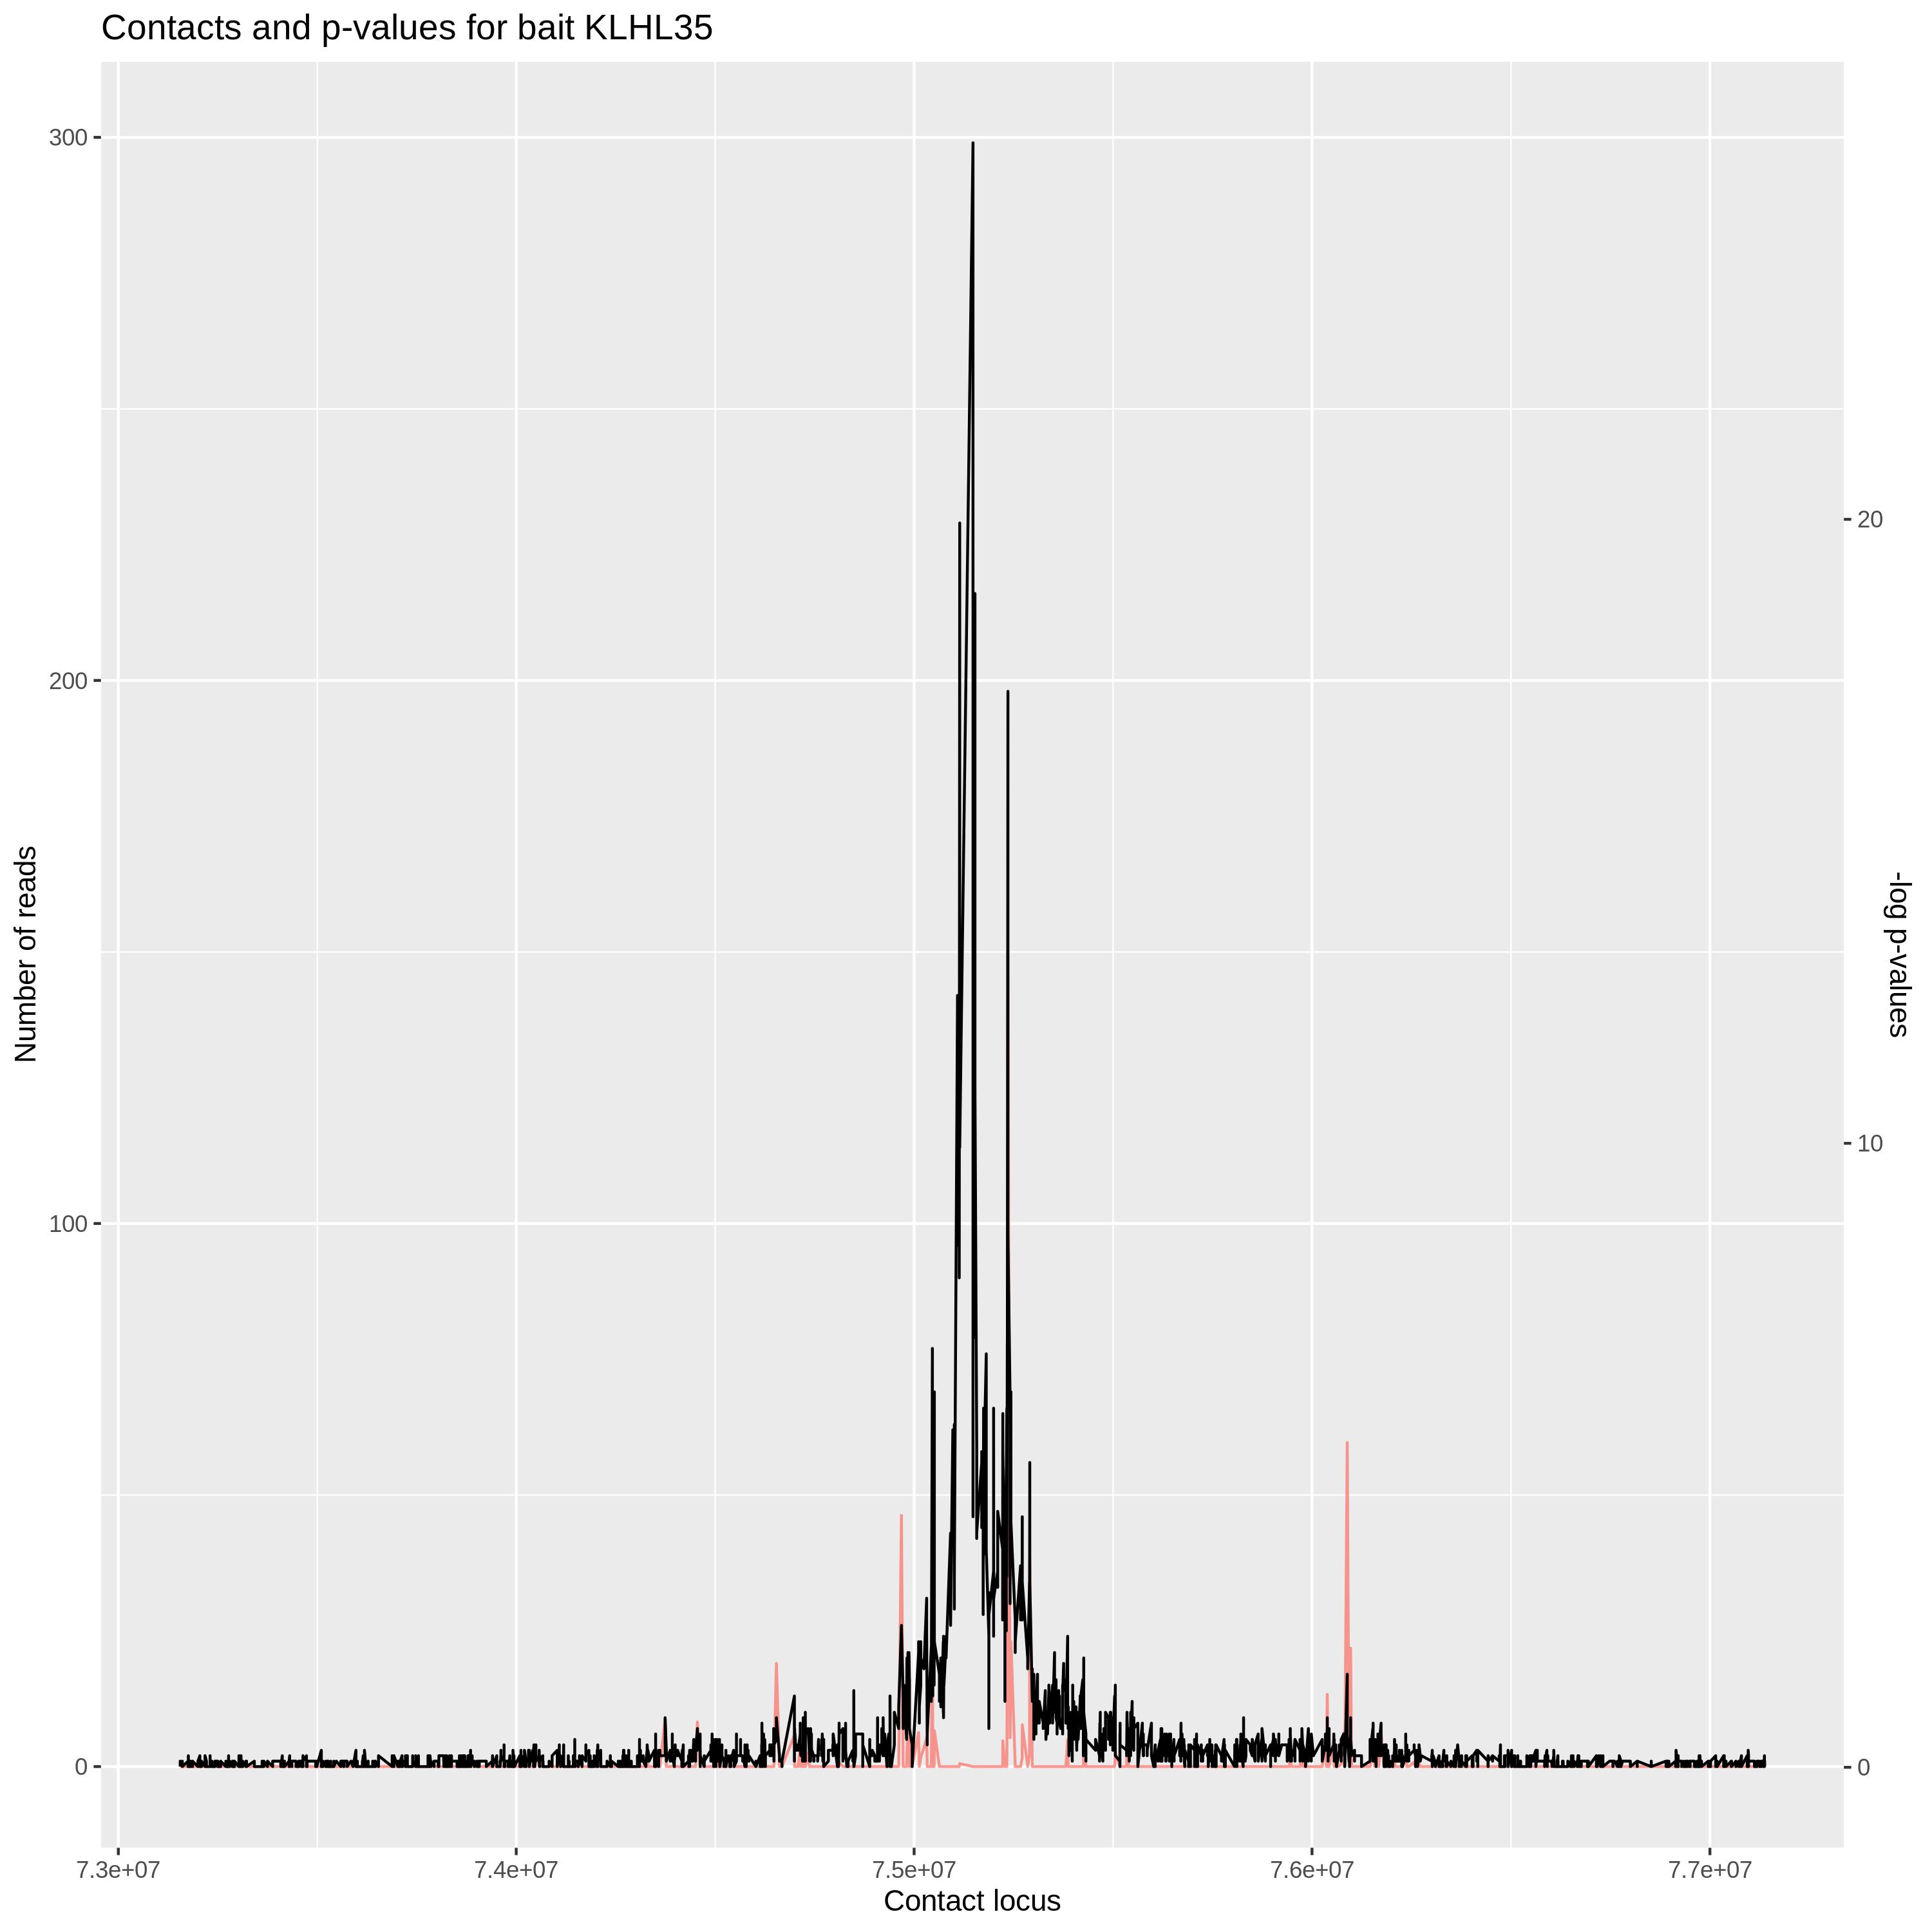 Contacts and p-values for bait KLHL35
300
200
100
0
Number of reads
20
10
0
-log p-values
7.3e+07
7.4e+07
7.5e+07
7.6e+07
7.7e+07
Contact locus